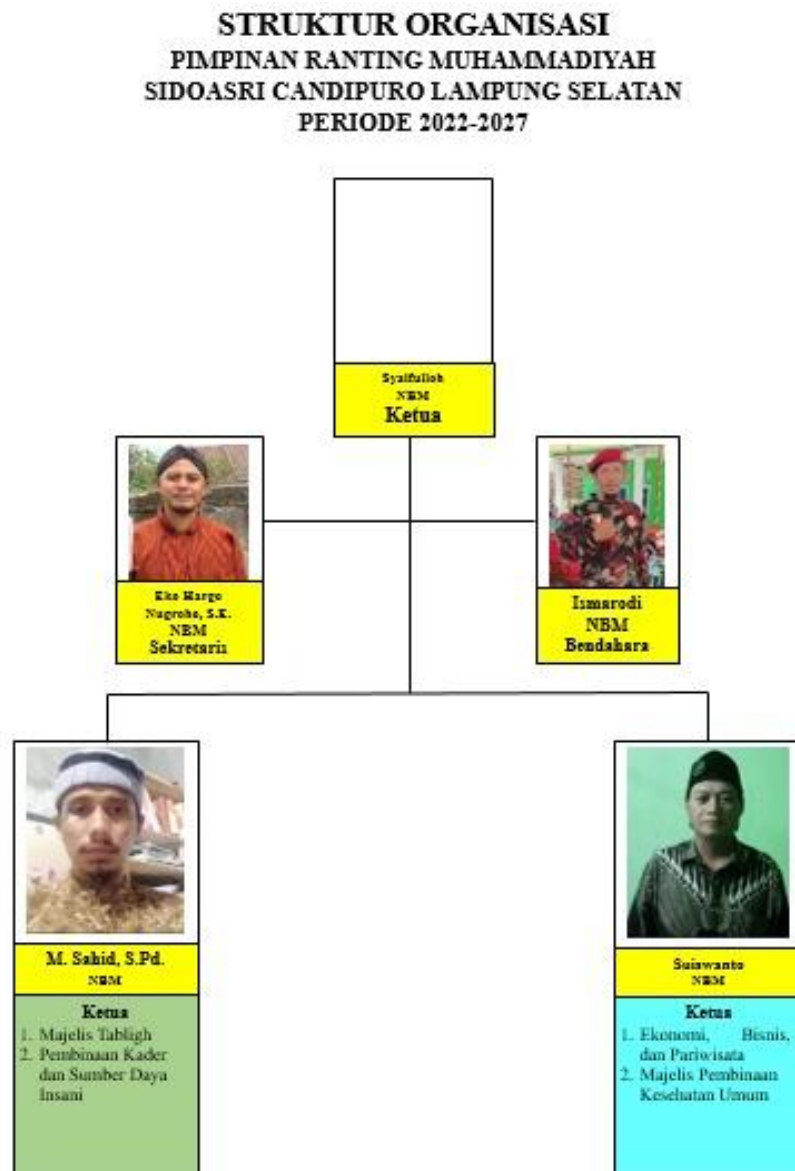 STRUKTUR ORGANISASI
PIMPINAN RANTING MUHAMMADIYAH
SIDOASRI CANDIPURO LAMPUNG SELATAN
PERIODE 2022-2027
Syaifulloh
NBM
Ketua
Eko Hargo
Nugroho, S.E.
NBM
Sekretaris
Ismarodi
NBM
Bendahara
M. Sahid, S.Pd.
NBM
Ketua
1. Majelis Tabligh
2. Pembinaan Kader
dan Sumber Daya
Insani
NBM
Ketua
1. Ekonomi, Bisnis,
dan Pariwisata
2. Majelis Pembinaan
Kesehatan Umum